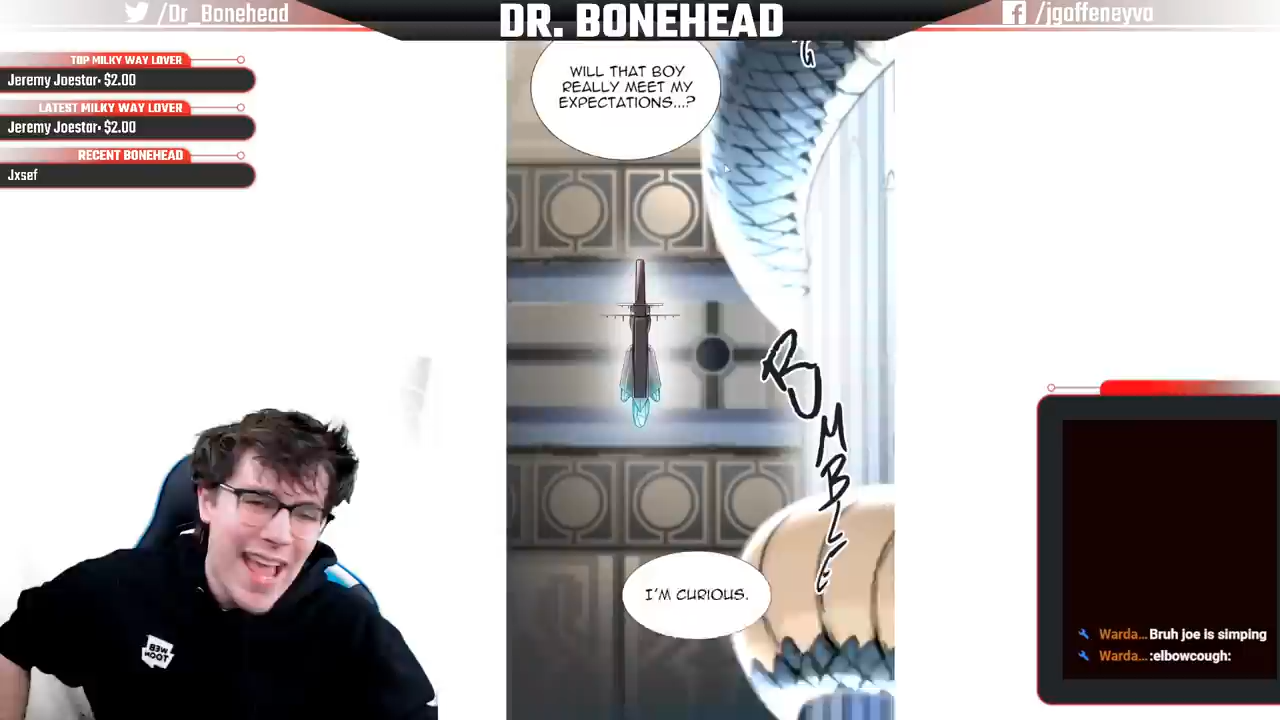 /Dr_Bonehead
DR. BONEHEAD
/jgoffeneyva
TOP MILKY WAY LOVER
Jeremy Joestar• $2.00
LATEST MILKY WAY LOVER
Jeremy Joestar• $2.00
RECENT BONEHEAD
Jxsef
WILL THAT BOY
REALLY MEET MY
EXPECTATIONS...?
G
RUMBLE
I'M CURIOUS.
WEB
TOON
Warda... Bruh joe is simping
Warda... :elbowcough: